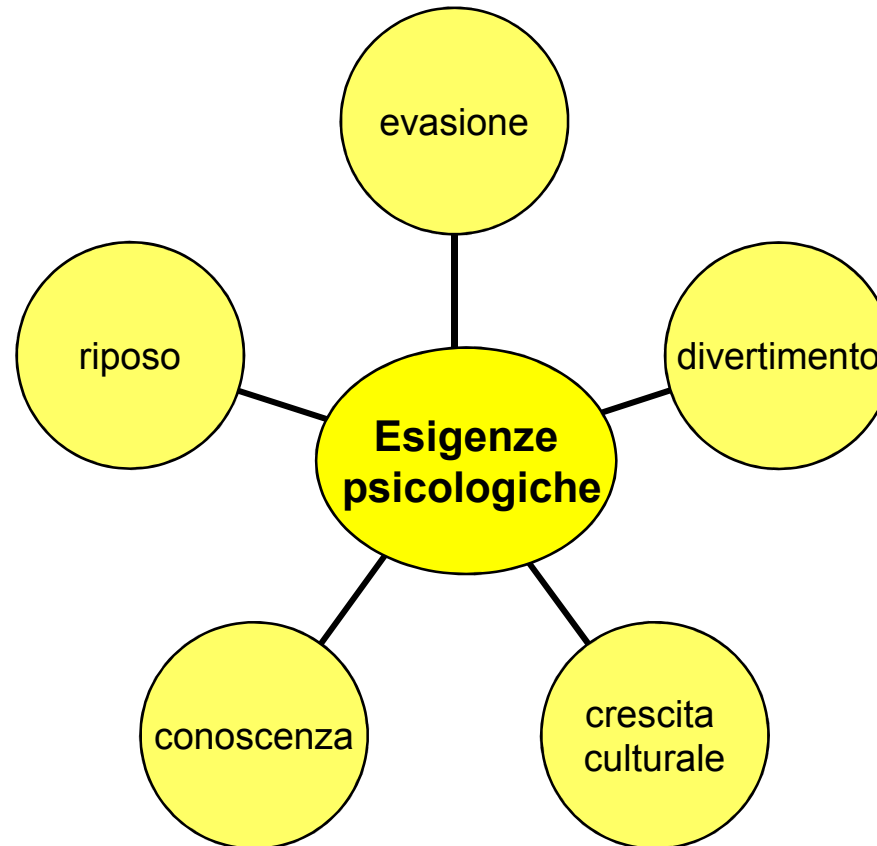 evasione
riposo
divertimento
Esigenze
psicologiche
conoscenza
crescita
culturale